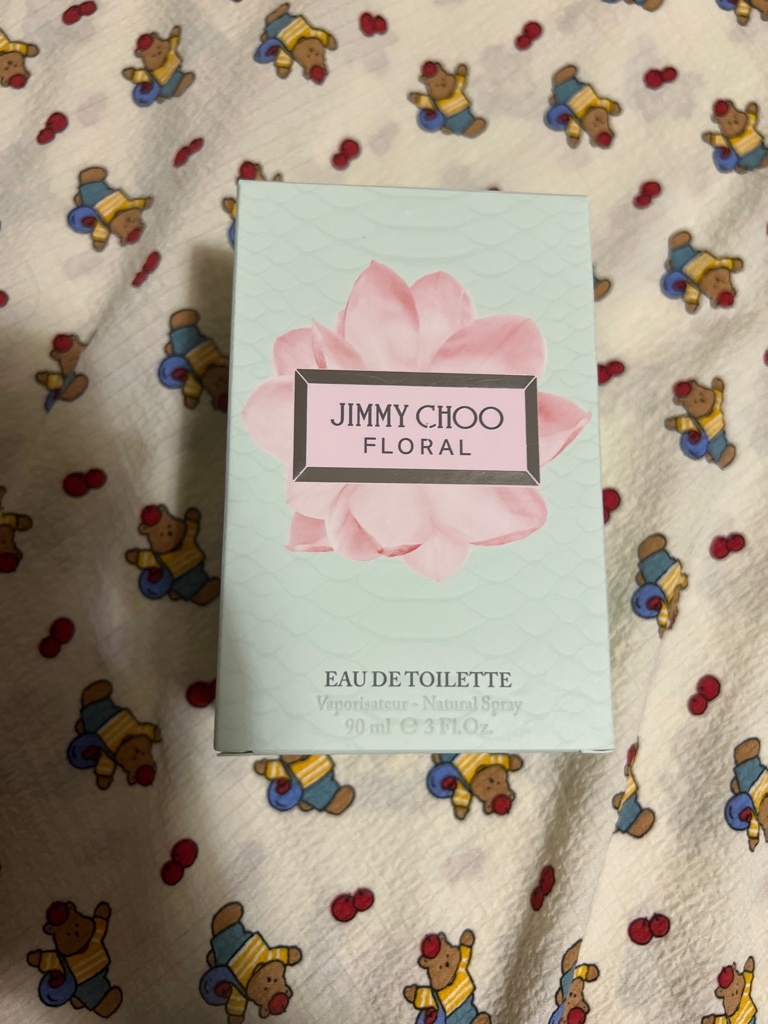 JIMMY CHOO
FLORAL
EAU DE TOILETTE
Vaporisateur - Natural Spray
90 ml ℮ 3 Fl.Oz.